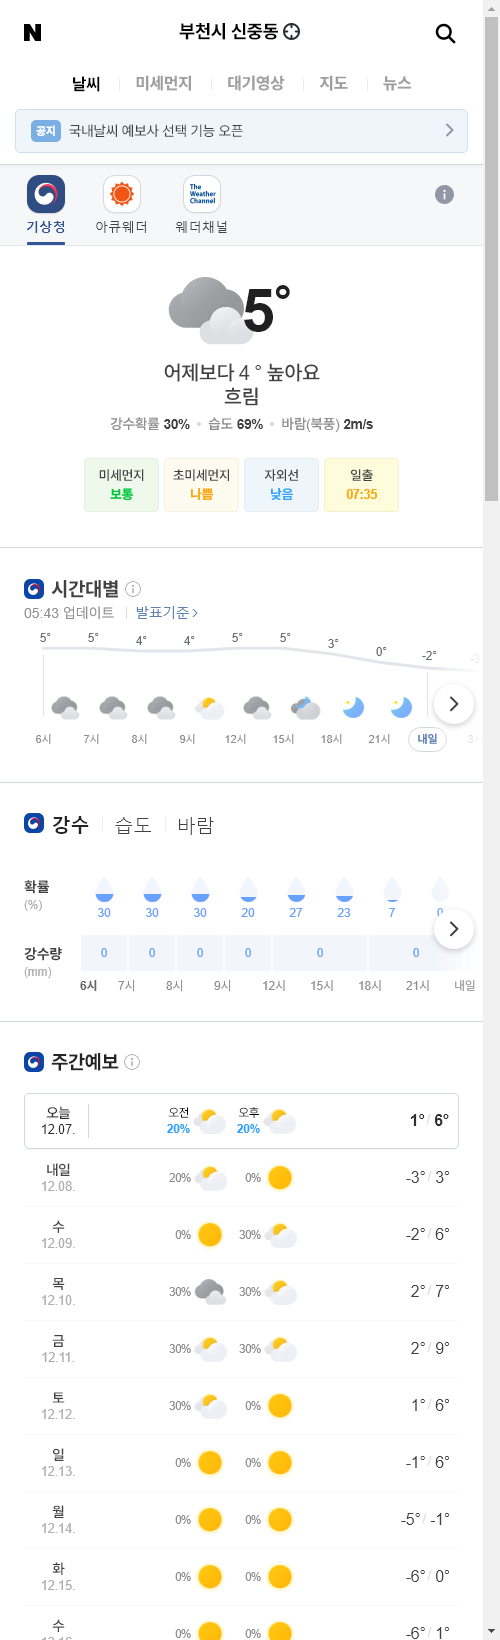 N 부천시 신중동
날씨 미세먼지 대기영상 지도 뉴스
공지 국내날씨 예보사 선택 기능 오픈
The Weather Channel
기상청 아큐웨더 웨더채널
5°
어제보다 4 ° 높아요
흐림
강수확률 30% 습도 69% 바람(북풍) 2m/s
미세먼지 초미세먼지 자외선 일출
보통 나쁨 낮음 07:35
시간대별
05:43 업데이트 발표기준
5° 5° 4° 4° 5° 5° 3° 0° -2° -3
6시 7시 8시 9시 12시 15시 18시 21시 내일
강수 습도 바람
확률
(%)
30 30 30 20 27 23 7 0
강수량
(mm)
0 0 0 0 0 0
6시 7시 8시 9시 12시 15시 18시 21시 내일
주간예보
오늘 오전 오후
12.07. 20% 20% 1° / 6°
내일
12.08. 20% 0% -3° / 3°
수
12.09. 0% 30% -2° / 6°
목
12.10. 30% 30% 2° / 7°
금
12.11. 30% 30% 2° / 9°
토
12.12. 30% 0% 1° / 6°
일
12.13. 0% 0% -1° / 6°
월
12.14. 0% 0% -5° / -1°
화
12.15. 0% 0% -6° / 0°
수
0% 0% -6° / 1°